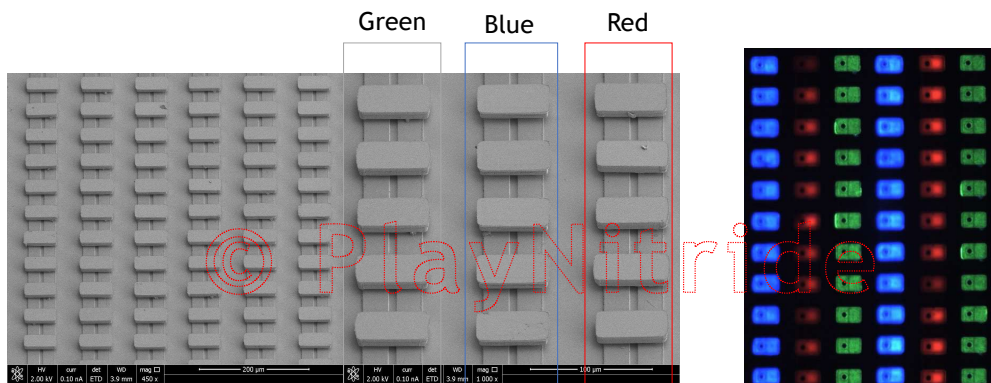 Green Blue Red
© PlayNitride
HV curr det WD mag □ 200 μm
2.00 kV 0.10 nA ETD 3.9 mm 450 x
HV curr det WD mag □ 100 μm
2.00 kV 0.10 nA ETD 3.9 mm 1 000 x